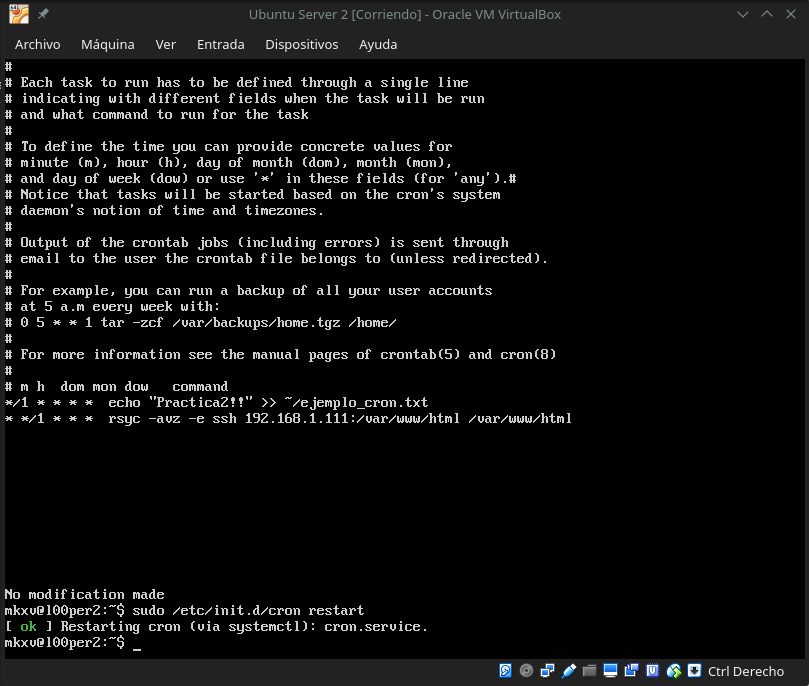 Ubuntu Server 2 [Corriendo] - Oracle VM VirtualBox
Archivo Máquina Ver Entrada Dispositivos Ayuda
#
# Each task to run has to be defined through a single line
# indicating with different fields when the task will be run
# and what command to run for the task
#
# To define the time you can provide concrete values for
# minute (m), hour (h), day of month (dom), month (mon),
# and day of week (dow) or use '*' in these fields (for 'any').#
# Notice that tasks will be started based on the cron's system
# daemon's notion of time and timezones.
#
# Output of the crontab jobs (including errors) is sent through
# email to the user the crontab file belongs to (unless redirected).
#
# For example, you can run a backup of all your user accounts
# at 5 a.m every week with:
# 0 5 * * 1 tar -zcf /var/backups/home.tgz /home/
#
# For more information see the manual pages of crontab(5) and cron(8)
#
# m h  dom mon dow   command
*/1 * * * *  echo "Practica2!!" >> ~/ejemplo_cron.txt
* */1 * * *  rsyc -avz -e ssh 192.168.1.111:/var/www/html /var/www/html
No modification made
mkxv@l00per2:~$ sudo /etc/init.d/cron restart
[ ok ] Restarting cron (via systemctl): cron.service.
mkxv@l00per2:~$ _
Ctrl Derecho